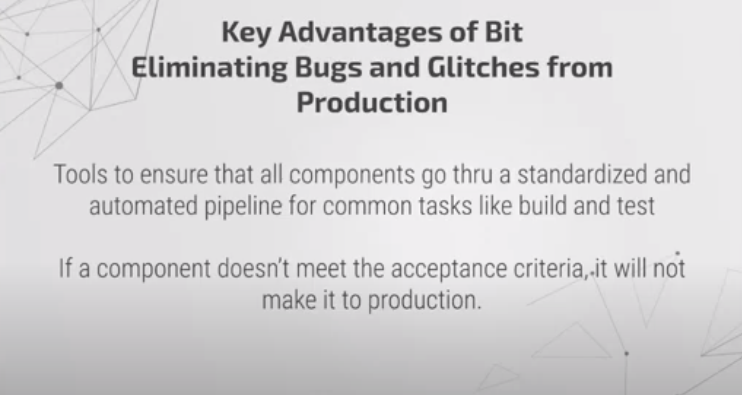 Key Advantages of Bit
Eliminating Bugs and Glitches from
Production
Tools to ensure that all components go thru a standardized and
automated pipeline for common tasks like build and test
If a component doesn't meet the acceptance criteria, it will not
make it to production.